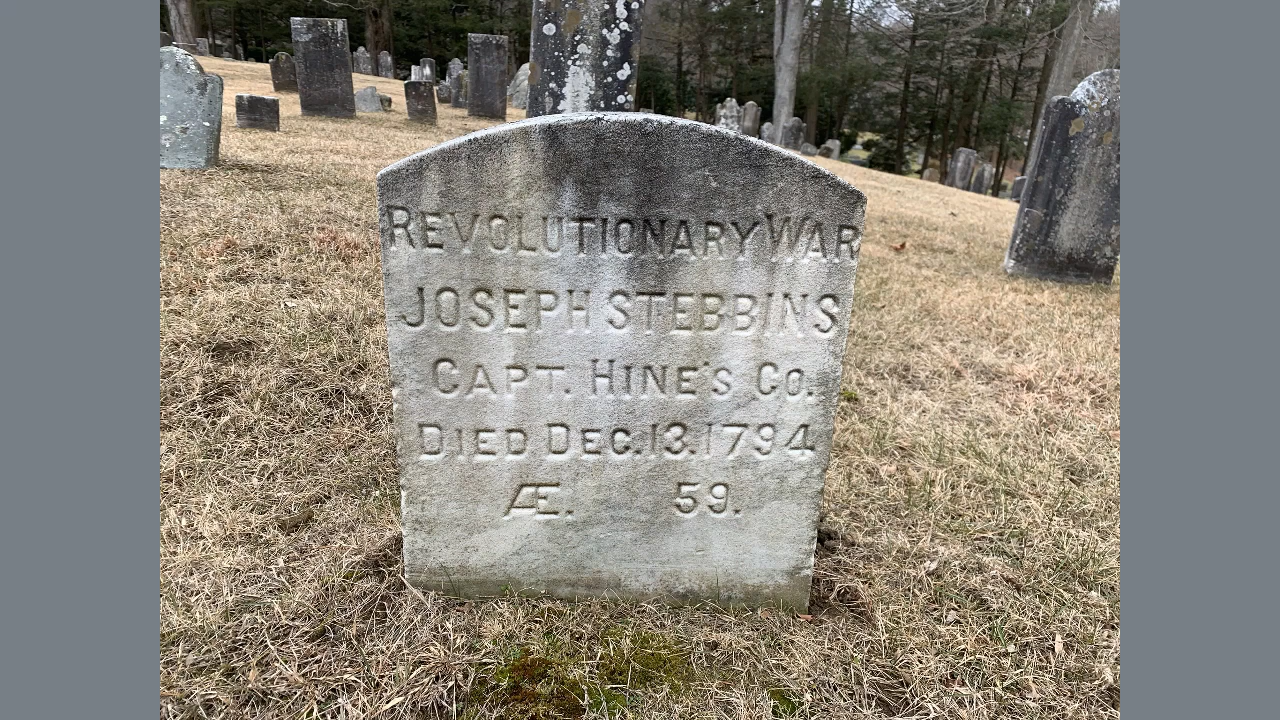 REVOLUTIONARY WAR
JOSEPH STEBBINS
CAPT. HINE'S CO.
DIED DEC. 13. 1794
Æ. 59.